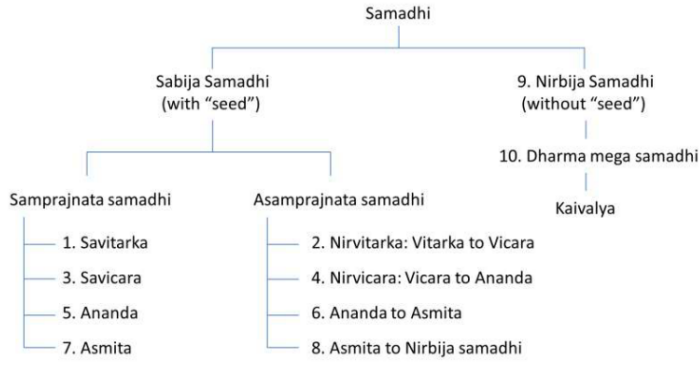 Samadhi
Sabija Samadhi
(with “seed”)
9. Nirbija Samadhi
(without “seed”)
10. Dharma mega samadhi
Kaivalya
Samprajnata samadhi
1. Savitarka
3. Savicara
5. Ananda
7. Asmita
Asamprajnata samadhi
2. Nirvitarka: Vitarka to Vicara
4. Nirvicara: Vicara to Ananda
6. Ananda to Asmita
8. Asmita to Nirbija samadhi